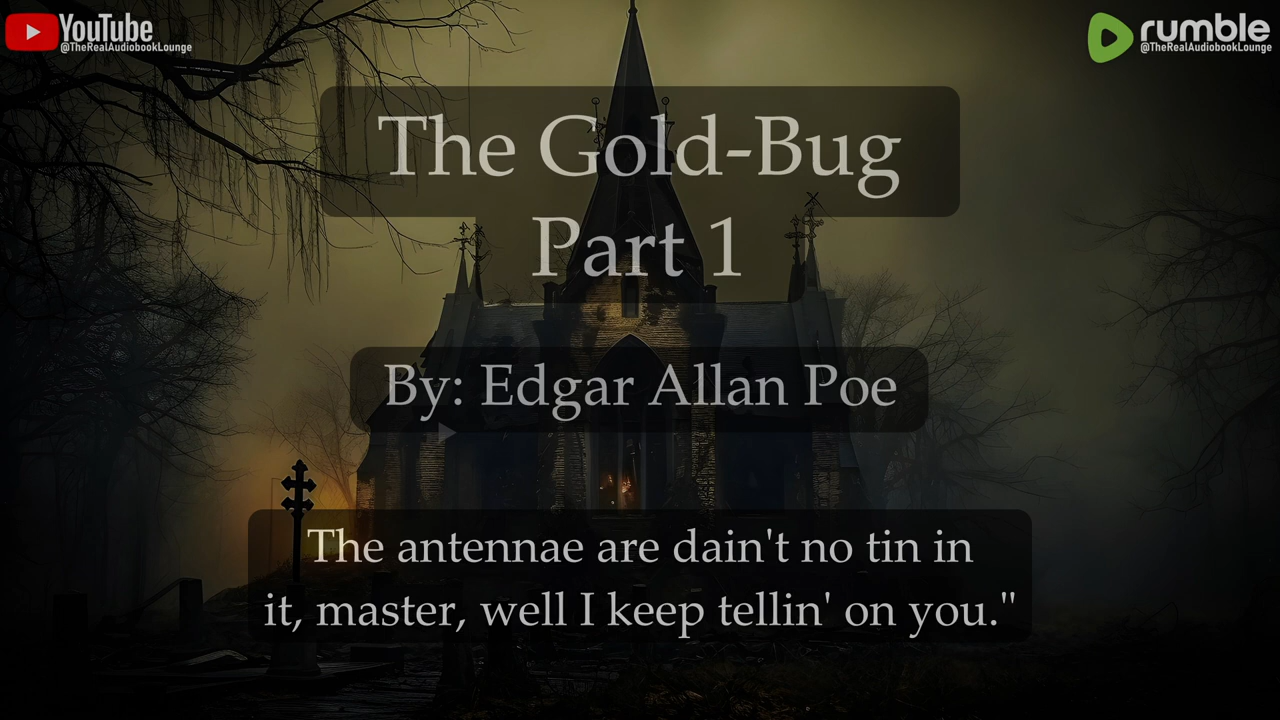 YouTube
@TheRealAudiobookLounge
rumble
@TheRealAudiobookLounge
The Gold-Bug
Part 1
By: Edgar Allan Poe
The antennae are dain't no tin in
it, master, well I keep tellin' on you."